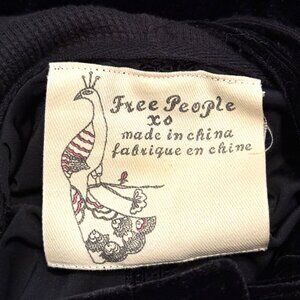 Free People
xs
made in china
fabrique en chine